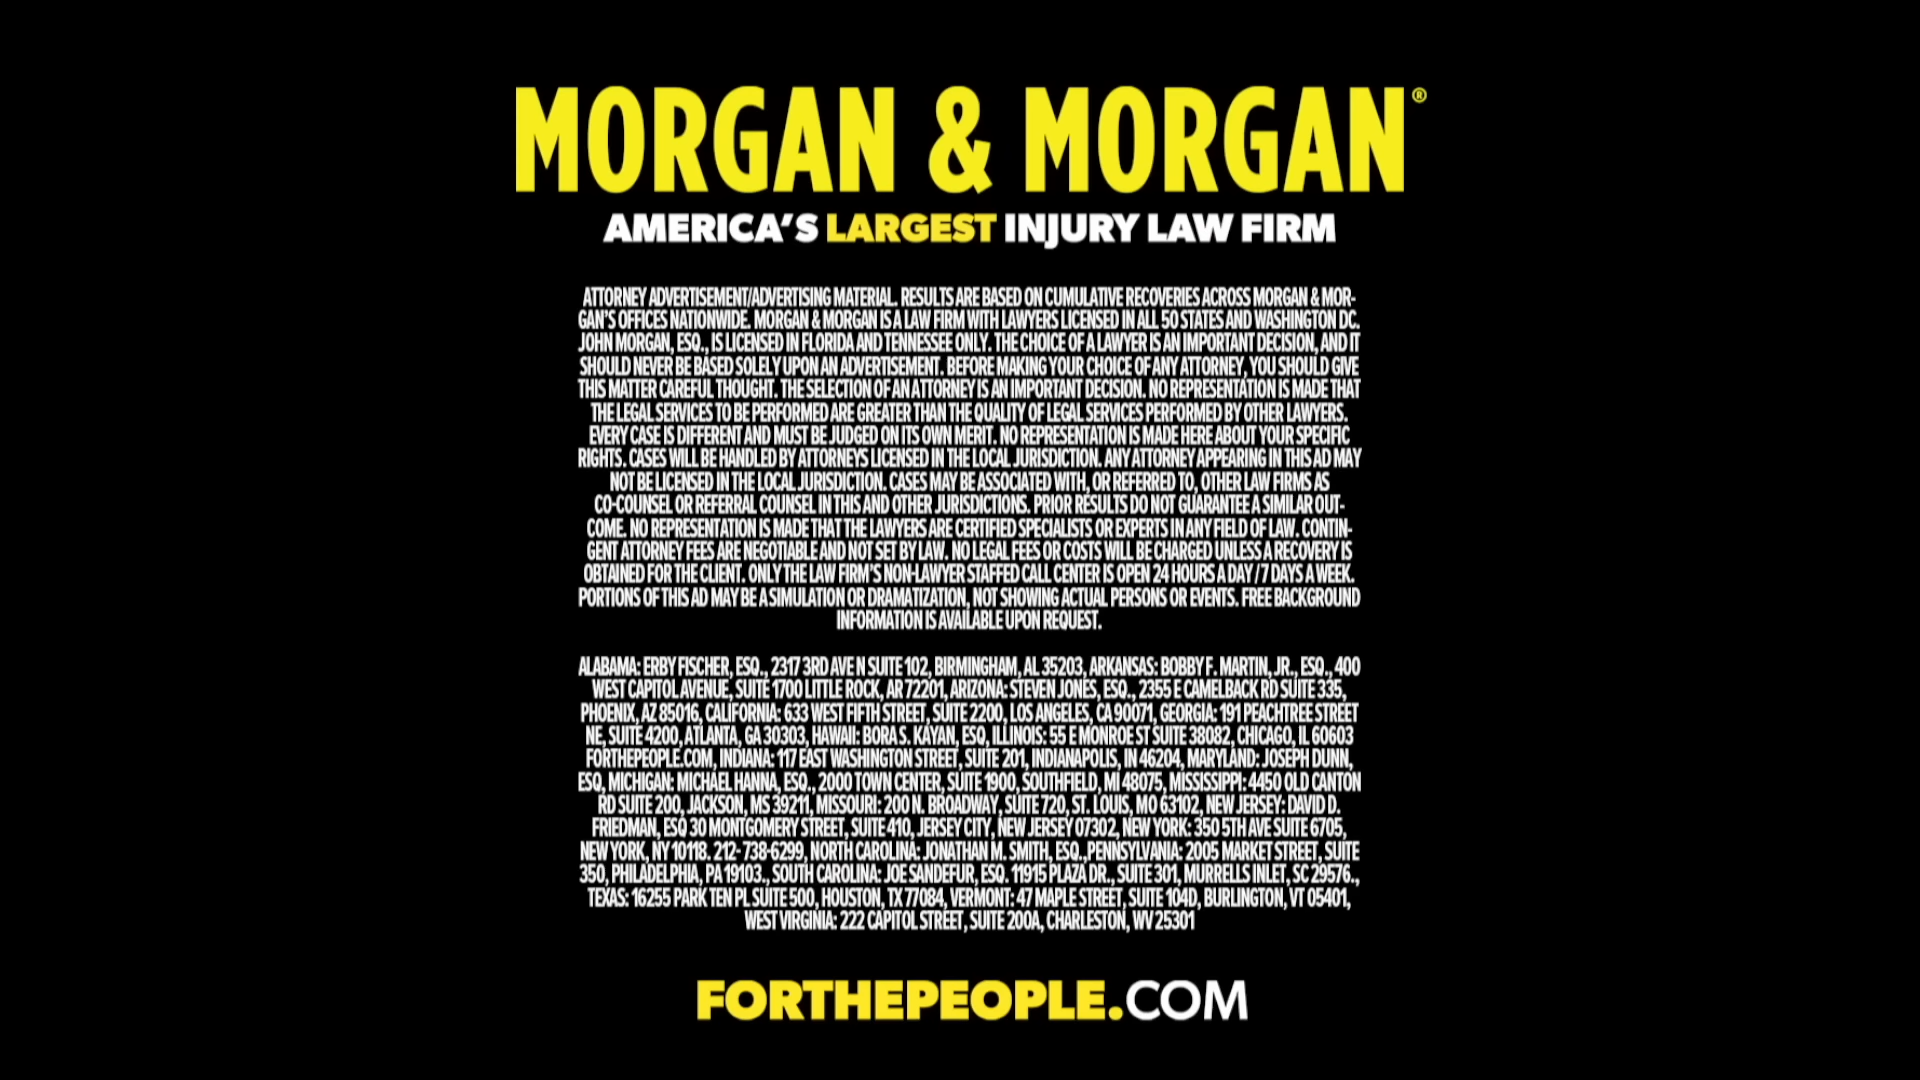 MORGAN & MORGAN®
AMERICA'S LARGEST INJURY LAW FIRM
ATTORNEY ADVERTISEMENT/ADVERTISING MATERIAL. RESULTS ARE BASED ON CUMULATIVE RECOVERIES ACROSS MORGAN & MOR-
GAN'S OFFICES NATIONWIDE. MORGAN & MORGAN IS A LAW FIRM WITH LAWYERS LICENSED IN ALL 50 STATES AND WASHINGTON DC.
JOHN MORGAN, ESQ., IS LICENSED IN FLORIDA AND TENNESSEE ONLY. THE CHOICE OF A LAWYER IS AN IMPORTANT DECISION, AND IT
SHOULD NEVER BE BASED SOLELY UPON AN ADVERTISEMENT. BEFORE MAKING YOUR CHOICE OF ANY ATTORNEY, YOU SHOULD GIVE
THIS MATTER CAREFUL THOUGHT. THE SELECTION OF AN ATTORNEY IS AN IMPORTANT DECISION. NO REPRESENTATION IS MADE THAT
THE LEGAL SERVICES TO BE PERFORMED ARE GREATER THAN THE QUALITY OF LEGAL SERVICES PERFORMED BY OTHER LAWYERS.
EVERY CASE IS DIFFERENT AND MUST BE JUDGED ON ITS OWN MERIT. NO REPRESENTATION IS MADE HERE ABOUT YOUR SPECIFIC
RIGHTS. CASES WILL BE HANDLED BY ATTORNEYS LICENSED IN THE LOCAL JURISDICTION. ANY ATTORNEY APPEARING IN THIS AD MAY
NOT BE LICENSED IN THE LOCAL JURISDICTION. CASES MAY BE ASSOCIATED WITH, OR REFERRED TO, OTHER LAW FIRMS AS
CO-COUNSEL OR REFERRAL COUNSEL IN THIS AND OTHER JURISDICTIONS. PRIOR RESULTS DO NOT GUARANTEE A SIMILAR OUT-
COME. NO REPRESENTATION IS MADE THAT THE LAWYERS ARE CERTIFIED SPECIALISTS OR EXPERTS IN ANY FIELD OF LAW. CONTIN-
GENT ATTORNEY FEES ARE NEGOTIABLE AND NOT SET BY LAW. NO LEGAL FEES OR COSTS WILL BE CHARGED UNLESS A RECOVERY IS
OBTAINED FOR THE CLIENT. ONLY THE LAW FIRM'S NON-LAWYER STAFFED CALL CENTER IS OPEN 24 HOURS A DAY / 7 DAYS A WEEK.
PORTIONS OF THIS AD MAY BE A SIMULATION OR DRAMATIZATION, NOT SHOWING ACTUAL PERSONS OR EVENTS. FREE BACKGROUND
INFORMATION IS AVAILABLE UPON REQUEST.
ALABAMA: ERBY FISCHER, ESQ., 2317 3RD AVE N SUITE 102, BIRMINGHAM, AL 35203, ARKANSAS: BOBBY F. MARTIN, JR., ESQ., 400
WEST CAPITOL AVENUE, SUITE 1700 LITTLE ROCK, AR 72201, ARIZONA: STEVEN JONES, ESQ., 2355 E CAMELBACK RD SUITE 335,
PHOENIX, AZ 85016, CALIFORNIA: 633 WEST FIFTH STREET, SUITE 2200, LOS ANGELES, CA 90071, GEORGIA: 191 PEACHTREE STREET
NE, SUITE 4200, ATLANTA, GA 30303, HAWAII: BORA S. KAYAN, ESQ, ILLINOIS: 55 E MONROE ST SUITE 38082, CHICAGO, IL 60603
FORTHEPEOPLE.COM, INDIANA: 117 EAST WASHINGTON STREET, SUITE 201, INDIANAPOLIS, IN 46204, MARYLAND: JOSEPH DUNN,
ESQ, MICHIGAN: MICHAEL HANNA, ESQ., 2000 TOWN CENTER, SUITE 1900, SOUTHFIELD, MI 48075, MISSISSIPPI: 4450 OLD CANTON
RD SUITE 200, JACKSON, MS 39211, MISSOURI: 200 N. BROADWAY, SUITE 720, ST. LOUIS, MO 63102, NEW JERSEY: DAVID D.
FRIEDMAN, ESQ 30 MONTGOMERY STREET, SUITE 410, JERSEY CITY, NEW JERSEY 07302, NEW YORK: 350 5TH AVE SUITE 6705,
NEW YORK, NY 10118. 212-738-6299, NORTH CAROLINA: JONATHAN M. SMITH, ESQ., PENNSYLVANIA: 2005 MARKET STREET, SUITE
350, PHILADELPHIA, PA 19103., SOUTH CAROLINA: JOE SANDEFUR, ESQ. 11915 PLAZA DR., SUITE 301, MURRELLS INLET, SC 29576.,
TEXAS: 16255 PARK TEN PL SUITE 500, HOUSTON, TX 77084, VERMONT: 47 MAPLE STREET, SUITE 104D, BURLINGTON, VT 05401,
WEST VIRGINIA: 222 CAPITOL STREET, SUITE 200A, CHARLESTON, WV 25301
FORTHEPEOPLE.COM